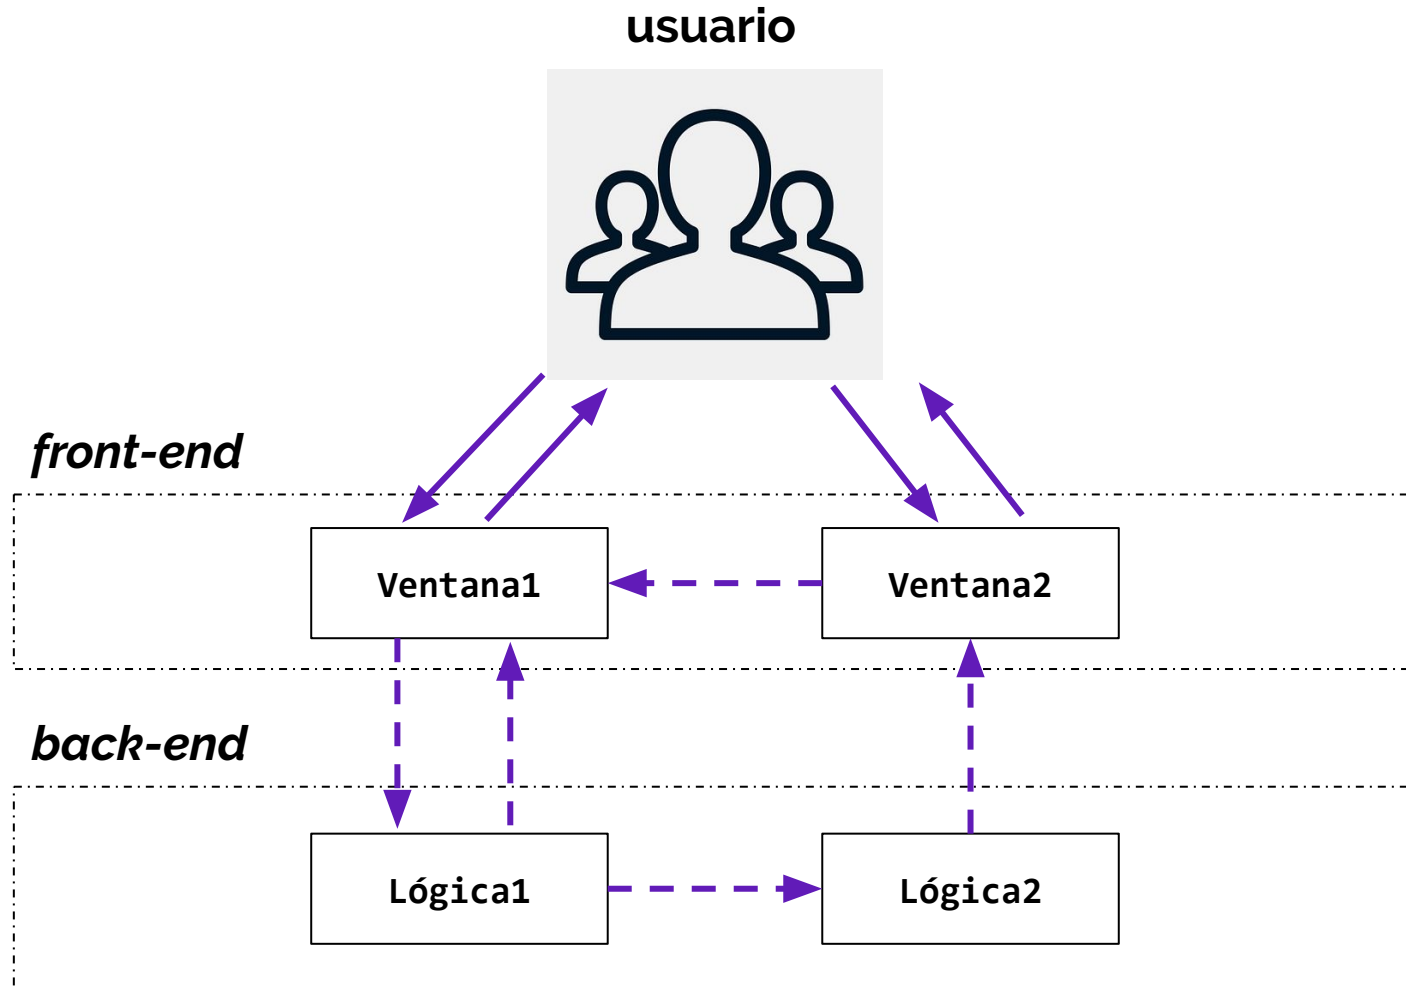 usuario
front-end
Ventana1
Ventana2
back-end
Lógica1
Lógica2